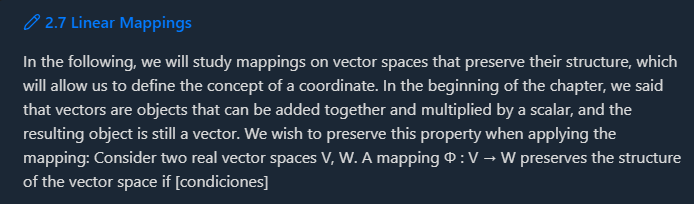 2.7 Linear Mappings
In the following, we will study mappings on vector spaces that preserve their structure, which
will allow us to define the concept of a coordinate. In the beginning of the chapter, we said
that vectors are objects that can be added together and multiplied by a scalar, and the
resulting object is still a vector. We wish to preserve this property when applying the
mapping: Consider two real vector spaces V, W. A mapping Φ : V → W preserves the structure
of the vector space if [condiciones]